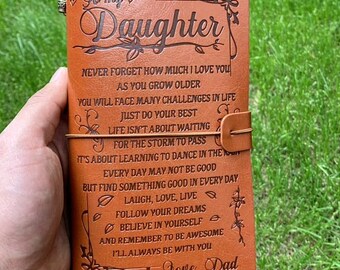 To my
Daughter
NEVER FORGET HOW MUCH I LOVE YOU
AS YOU GROW OLDER
YOU WILL FACE MANY CHALLENGES IN LIFE
JUST DO YOUR BEST
LIFE ISN'T ABOUT WAITING
FOR THE STORM TO PASS
IT'S ABOUT LEARNING TO DANCE IN THE RAIN
EVERY DAY MAY NOT BE GOOD
BUT FIND SOMETHING GOOD IN EVERY DAY
LAUGH, LOVE, LIVE
FOLLOW YOUR DREAMS
BELIEVE IN YOURSELF
AND REMEMBER TO BE AWESOME
I'LL ALWAYS BE WITH YOU
Love, Dad